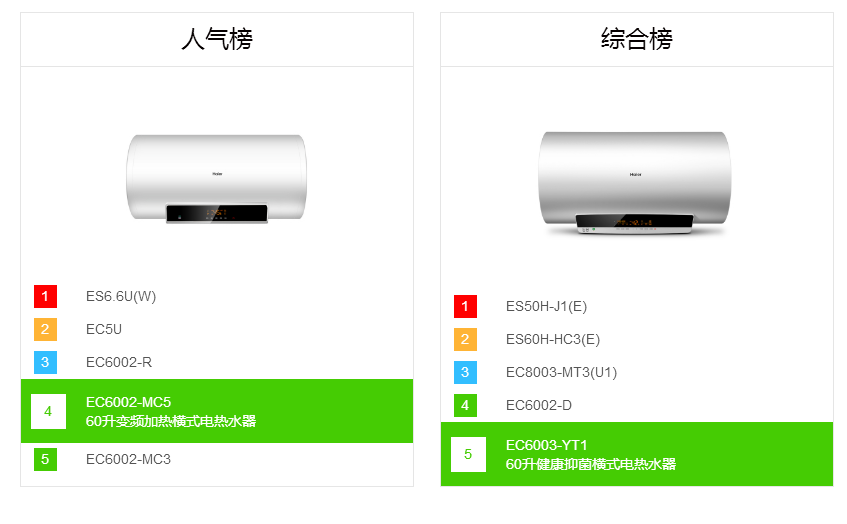 人气榜
Haier
1 ES6.6U(W)
2 EC5U
3 EC6002-R
4 EC6002-MC5
60升变频加热横式电热水器
5 EC6002-MC3
综合榜
Haier
1 ES50H-J1(E)
2 ES60H-HC3(E)
3 EC8003-MT3(U1)
4 EC6002-D
5 EC6003-YT1
60升健康抑菌横式电热水器